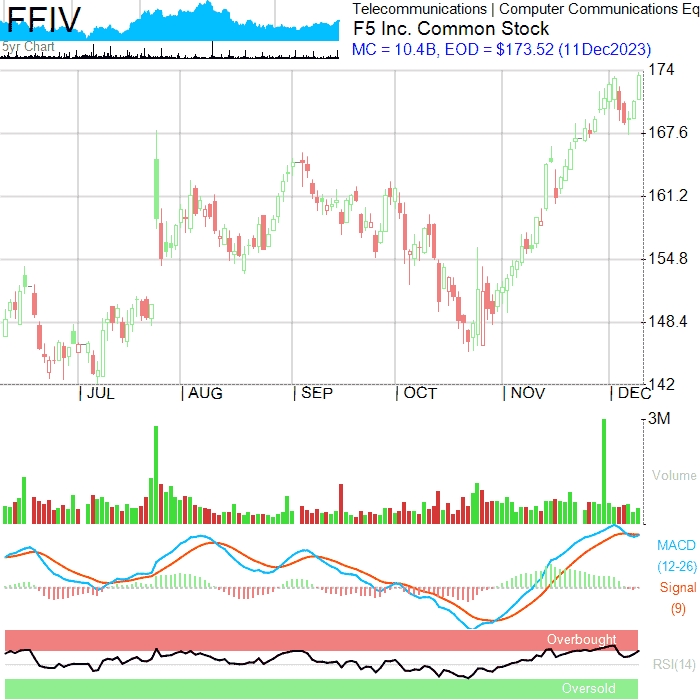 FFIV
5yr Chart
Telecommunications | Computer Communications Eq
F5 Inc. Common Stock
MC = 10.4B, EOD = $173.52 (11Dec2023)
174
167.6
161.2
154.8
148.4
142
| JUL | AUG | SEP | OCT | NOV | DEC
3M
Volume
MACD
(12-26)
Signal
(9)
Overbought
RSI(14)
Oversold